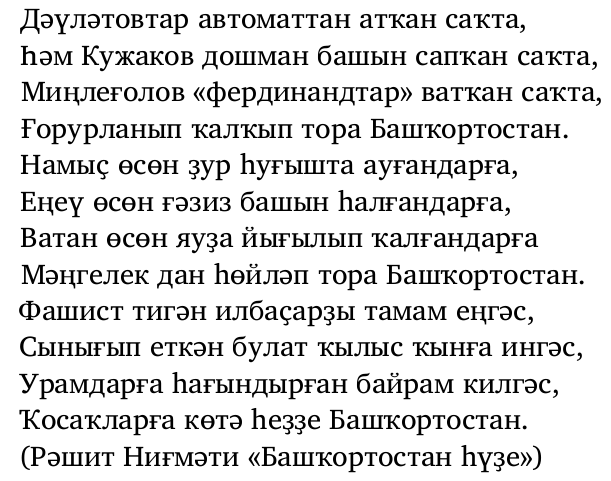 Дәүләтовтар автоматтан атҡан саҡта,
Һәм Кужаков дошман башын сапҡан саҡта,
Миңлеғолов «фердинандтар» ватҡан саҡта,
Ғорурланып ҡалҡып тора Башҡортостан.
Намыҫ өсөн ҙур һуғышта ауғандарға,
Еңеү өсөн ғәзиз башын һалғандарға,
Ватан өсөн яуҙа йығылып ҡалғандарға
Мәңгелек дан һөйләп тора Башҡортостан.
Фашист тигән илбаҫарҙы тамам еңгәс,
Сынығып еткән булат ҡылыс ҡынға ингәс,
Урамдарға һағындырған байрам килгәс,
Ҡосаҡларға көтә һеҙҙе Башҡортостан.
(Рәшит Ниғмәти «Башҡортостан һүҙе»)